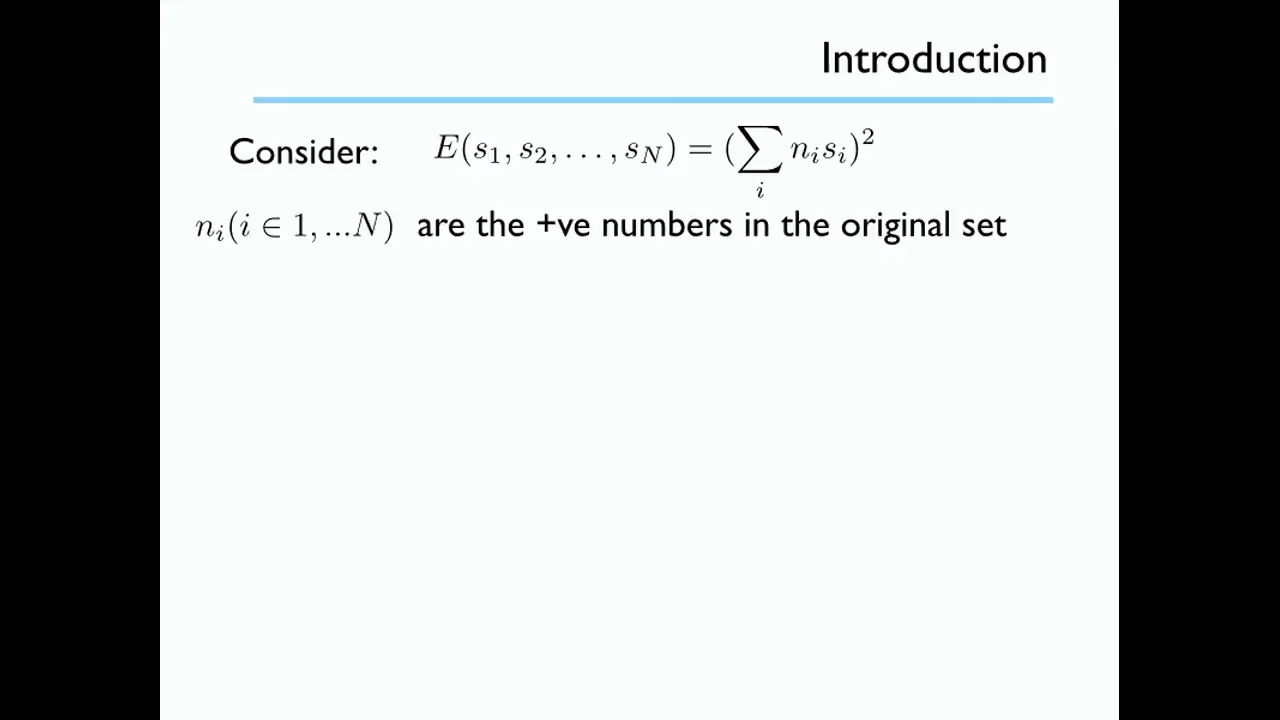 Introduction
Consider: E(s₁, s₂, . . . , s_N) = (∑ᵢ nᵢsᵢ)²
nᵢ(i ∈ 1, ...N) are the +ve numbers in the original set